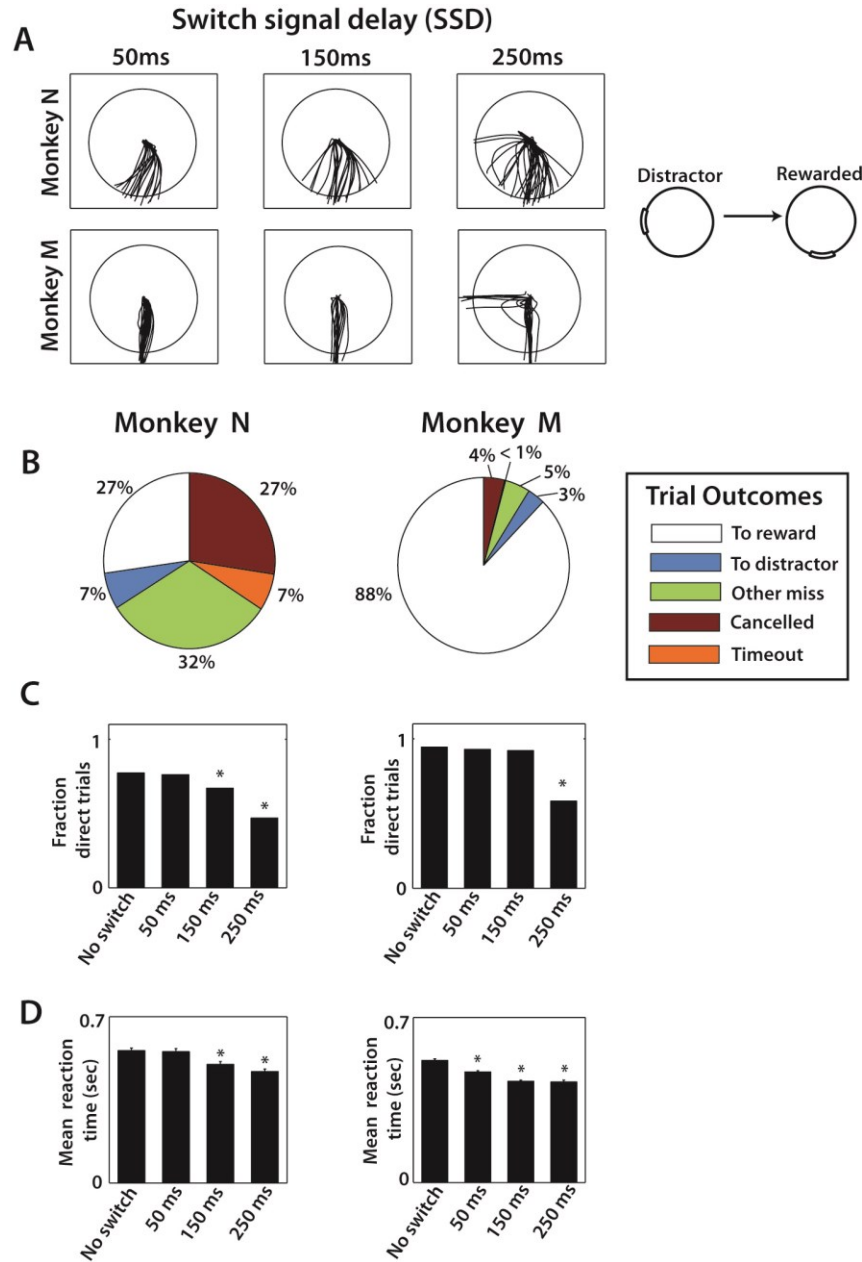 Switch signal delay (SSD)
A
50ms 150ms 250ms
Monkey N
Distractor Rewarded
Monkey M
Monkey N Monkey M
B
27% 27% 7% 32% 7%
4% < 1% 5% 3% 88%
Trial Outcomes
To reward
To distractor
Other miss
Cancelled
Timeout
C
1
Fraction
direct trials
*
*
0
No switch 50 ms 150 ms 250 ms
1
Fraction
direct trials
*
0
No switch 50 ms 150 ms 250 ms
D
0.7
Mean reaction
time (sec)
* *
0
No switch 50 ms 150 ms 250 ms
0.7
Mean reaction
time (sec)
* * *
0
No switch 50 ms 150 ms 250 ms